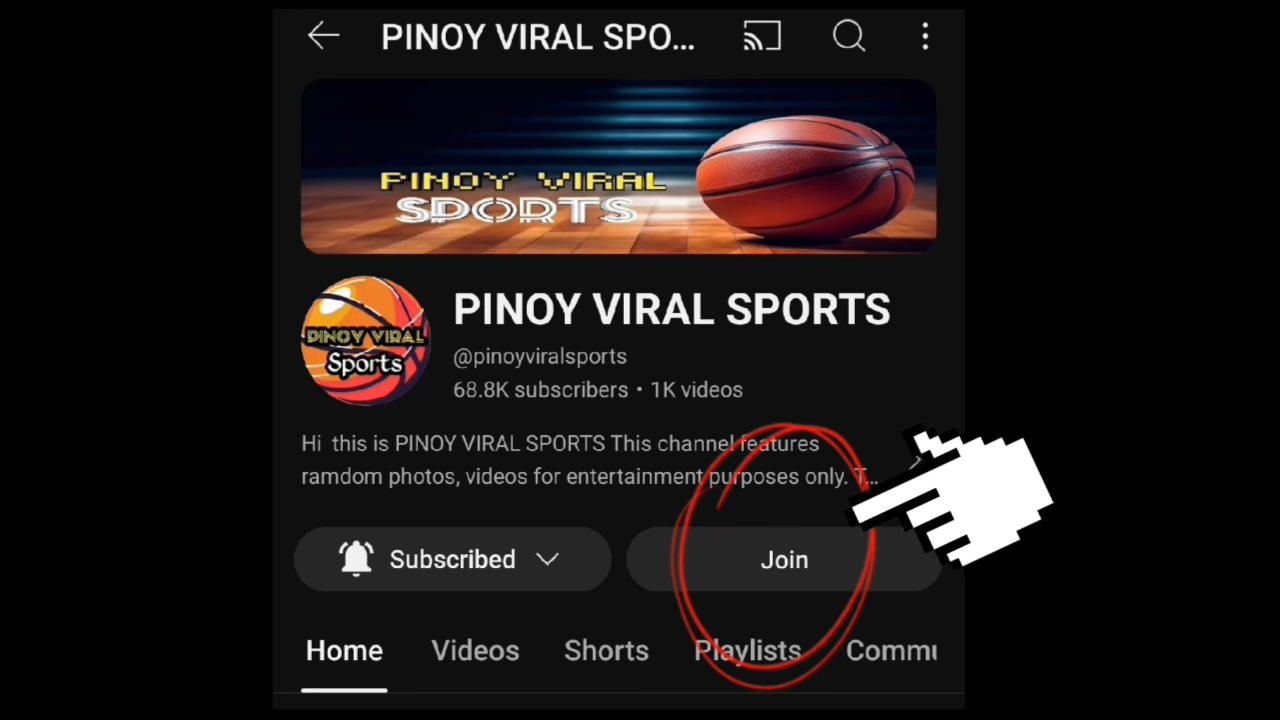 PINOY VIRAL SPO...
PINOY VIRAL
SPORTS
PINOY VIRAL
Sports
PINOY VIRAL SPORTS
@pinoyviralsports
68.8K subscribers • 1K videos
Hi this is PINOY VIRAL SPORTS This channel features
ramdom photos, videos for entertainment purposes only. T...
Subscribed
Join
Home Videos Shorts Playlists Commu